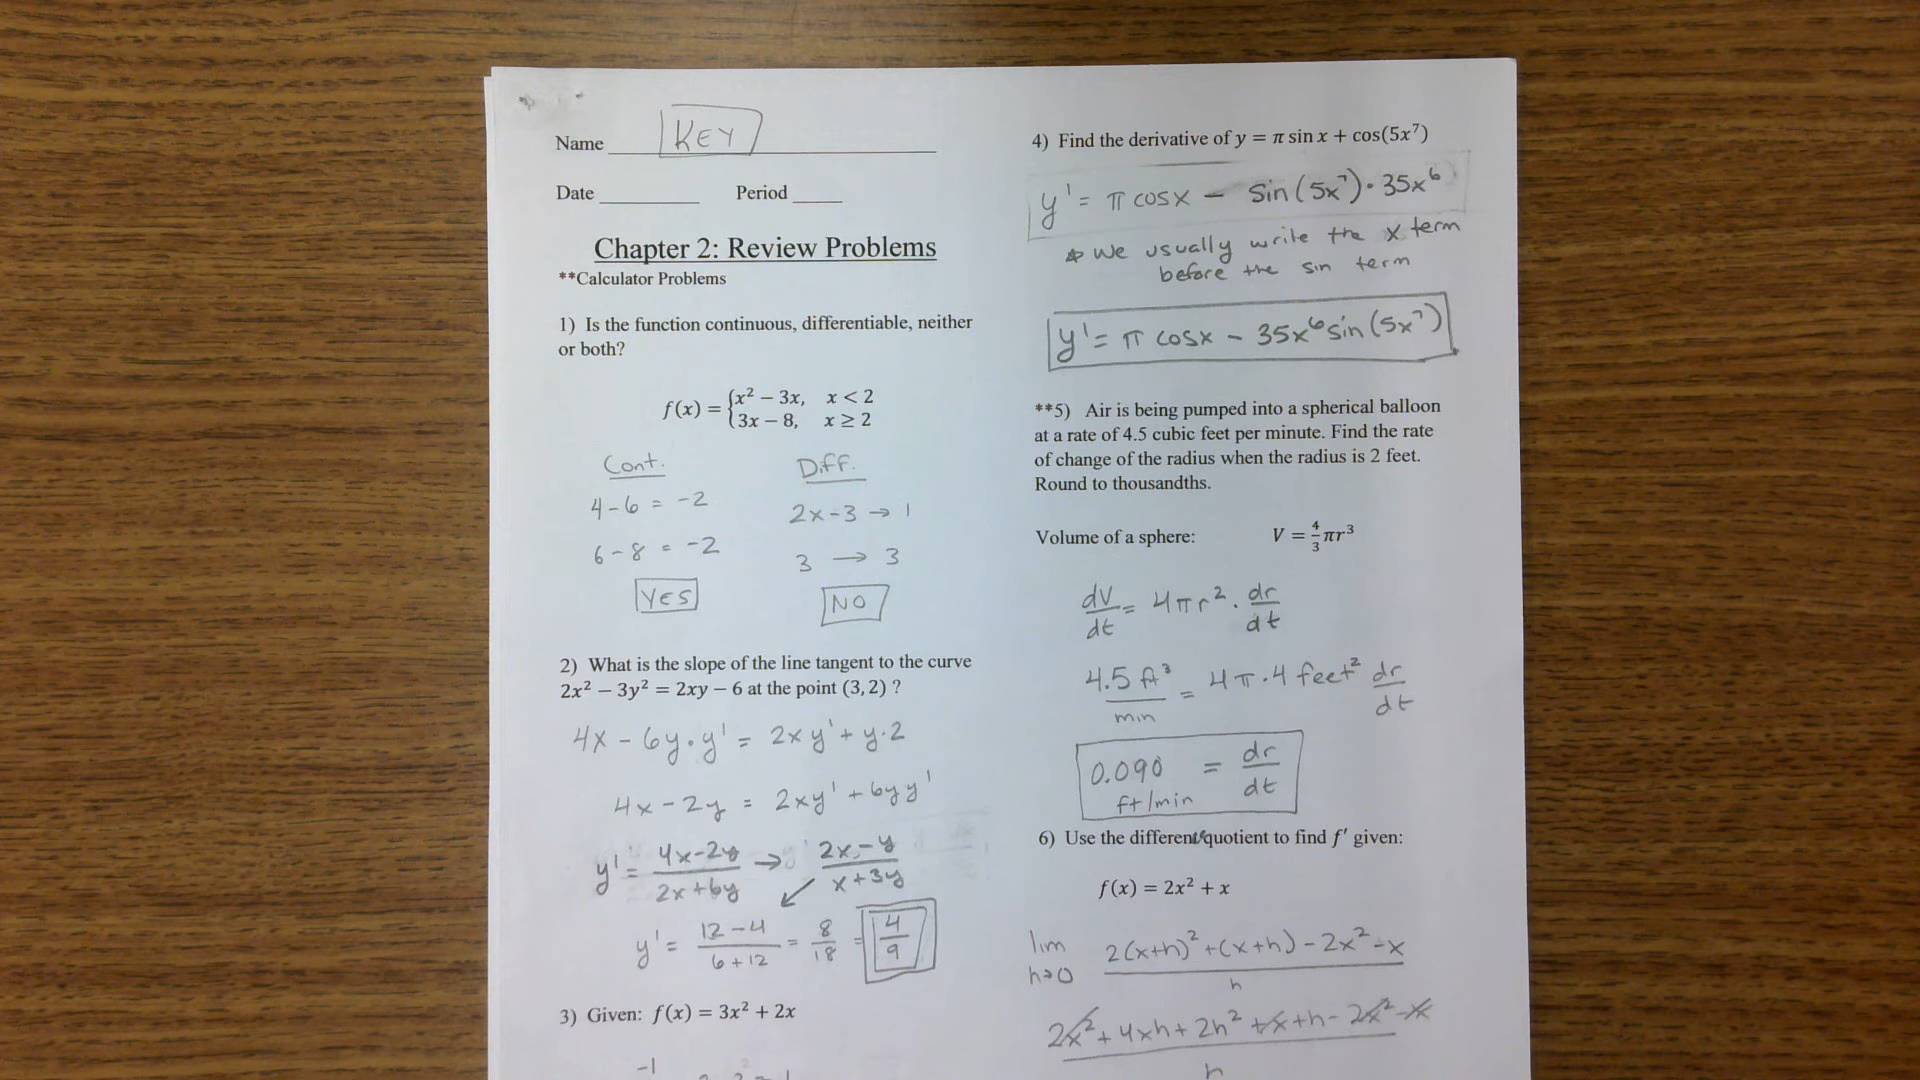 Name KEY
Date ________ Period ____
Chapter 2: Review Problems
**Calculator Problems
1) Is the function continuous, differentiable, neither
or both?
f(x) = {x² − 3x, x < 2
3x − 8, x ≥ 2
Cont. Diff.
4-6 = -2 2x-3 → 1
6-8 = -2 3 → 3
YES NO
2) What is the slope of the line tangent to the curve
2x² − 3y² = 2xy − 6 at the point (3, 2) ?
4x - 6y·y' = 2xy' + y·2
4x - 2y = 2xy' + 6yy'
y' = (4x-2y)/(2x+6y) → (2x-y)/(x+3y)
y' = (12-4)/(6+12) = 8/18 = 4/9
3) Given: f(x) = 3x² + 2x
-1
4) Find the derivative of y = π sin x + cos(5x⁷)
y' = π cosx - sin(5x⁷)·35x⁶
* We usually write the x term
before the sin term
y' = π cosx - 35x⁶sin(5x⁷)
**5) Air is being pumped into a spherical balloon
at a rate of 4.5 cubic feet per minute. Find the rate
of change of the radius when the radius is 2 feet.
Round to thousandths.
Volume of a sphere: V = 4/3 πr³
dV/dt = 4πr² · dr/dt
4.5 ft³/min = 4π·4 feet² dr/dt
0.090 ft/min = dr/dt
6) Use the different quotient to find f′ given:
f(x) = 2x² + x
lim h→0 (2(x+h)² + (x+h) - 2x² - x)/h
(2x² + 4xh + 2h² + x + h - 2x² - x)/h